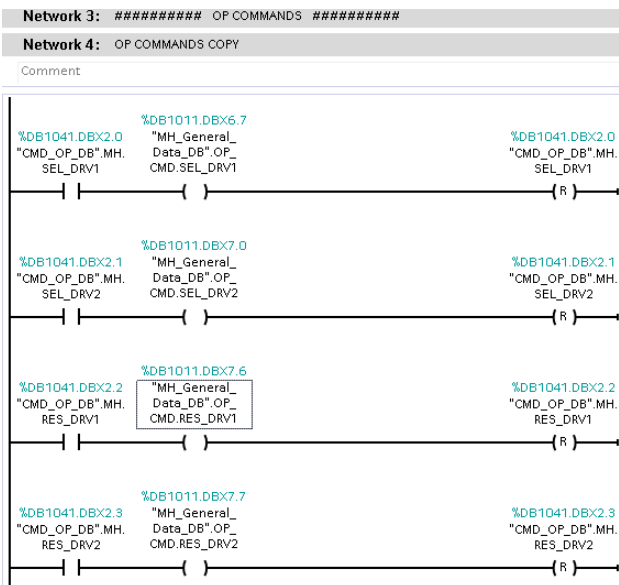 Network 3: ########## OP COMMANDS ##########
Network 4: OP COMMANDS COPY
Comment
%DB1011.DBX6.7
%DB1041.DBX2.0 "MH_General_ %DB1041.DBX2.0
"CMD_OP_DB".MH. Data_DB".OP_ "CMD_OP_DB".MH.
SEL_DRV1 CMD.SEL_DRV1 SEL_DRV1
R
%DB1011.DBX7.0
%DB1041.DBX2.1 "MH_General_ %DB1041.DBX2.1
"CMD_OP_DB".MH. Data_DB".OP_ "CMD_OP_DB".MH.
SEL_DRV2 CMD.SEL_DRV2 SEL_DRV2
R
%DB1011.DBX7.6
%DB1041.DBX2.2 "MH_General_ %DB1041.DBX2.2
"CMD_OP_DB".MH. Data_DB".OP_ "CMD_OP_DB".MH.
RES_DRV1 CMD.RES_DRV1 RES_DRV1
R
%DB1011.DBX7.7
%DB1041.DBX2.3 "MH_General_ %DB1041.DBX2.3
"CMD_OP_DB".MH. Data_DB".OP_ "CMD_OP_DB".MH.
RES_DRV2 CMD.RES_DRV2 RES_DRV2
R